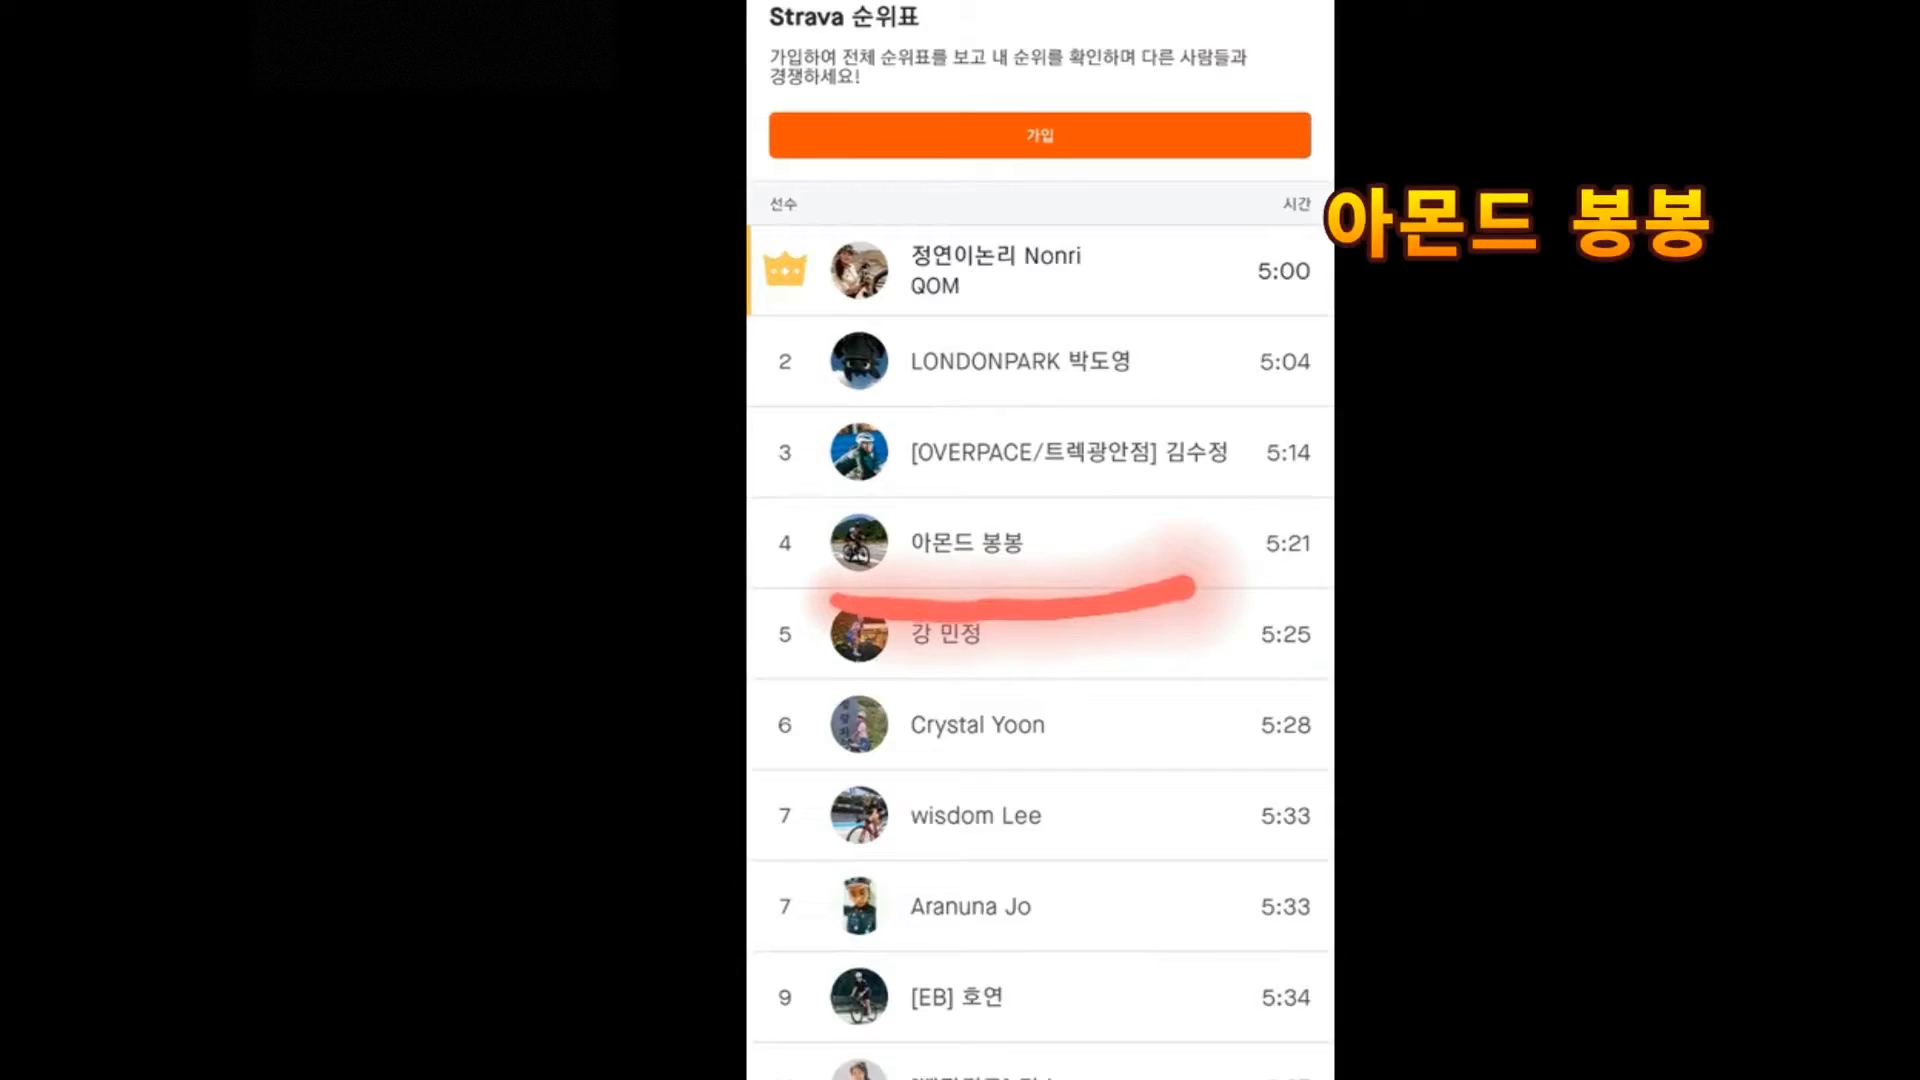 Strava 순위표
가입하여 전체 순위표를 보고 내 순위를 확인하며 다른 사람들과
경쟁하세요!
가입
선수 시간
아몬드 봉봉
정연이논리 Nonri
QOM
5:00
2 LONDONPARK 박도영 5:04
3 [OVERPACE/트렉광안점] 김수정 5:14
4 아몬드 봉봉 5:21
5 강 민정 5:25
6 Crystal Yoon 5:28
7 wisdom Lee 5:33
7 Aranuna Jo 5:33
9 [EB] 호연 5:34